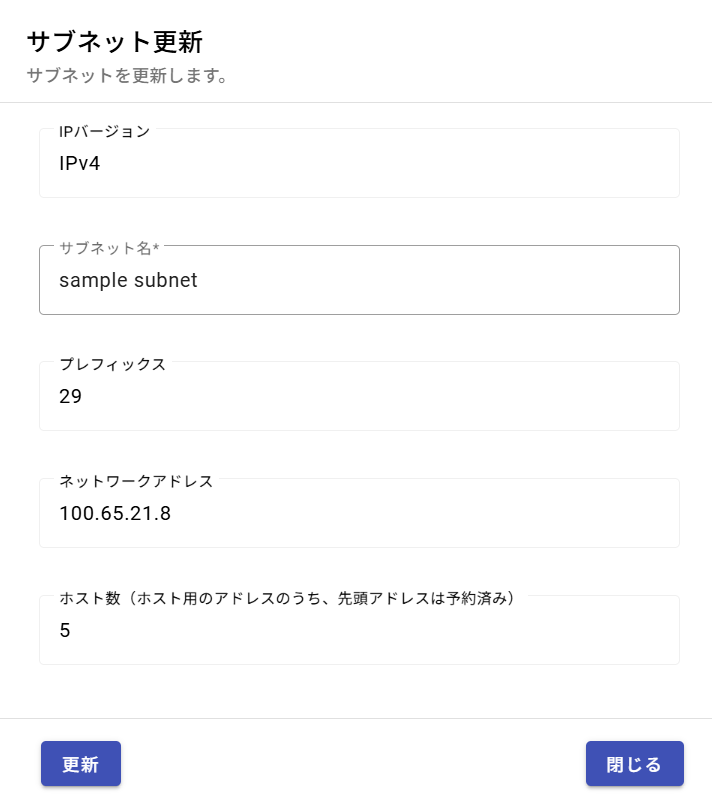 サブネット更新
サブネットを更新します。
IPバージョン
IPv4
サブネット名*
sample subnet
プレフィックス
29
ネットワークアドレス
100.65.21.8
ホスト数（ホスト用のアドレスのうち、先頭アドレスは予約済み）
5
更新
閉じる